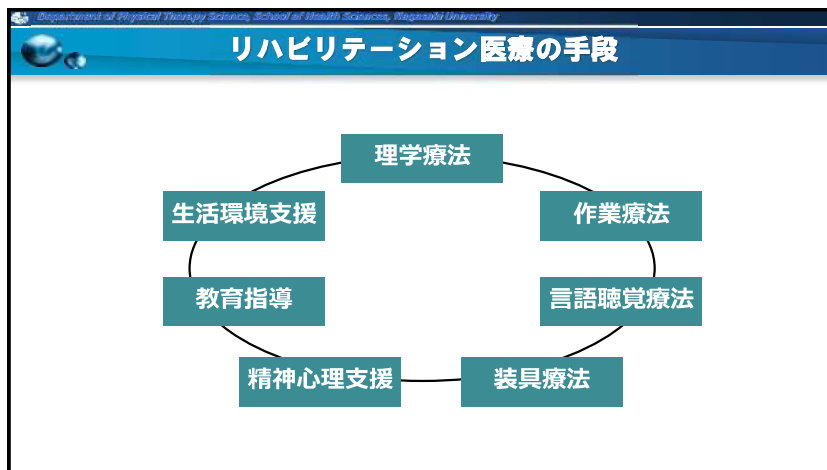 Department of Physical Therapy Science, School of Health Sciences, Nagasaki University
リハビリテーション医療の手段
理学療法
生活環境支援
作業療法
教育指導
言語聴覚療法
精神心理支援
装具療法